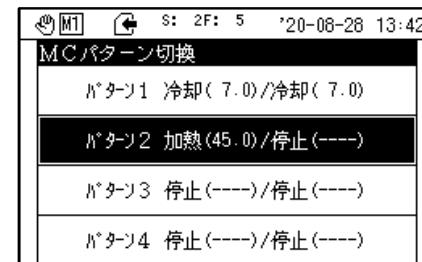 M1 S: 2F: 5 '20-08-28 13:42
MCパターン切換
ﾊﾟﾀｰﾝ1 冷却( 7.0)/冷却( 7.0)
ﾊﾟﾀｰﾝ2 加熱(45.0)/停止(----)
ﾊﾟﾀｰﾝ3 停止(----)/停止(----)
ﾊﾟﾀｰﾝ4 停止(----)/停止(----)